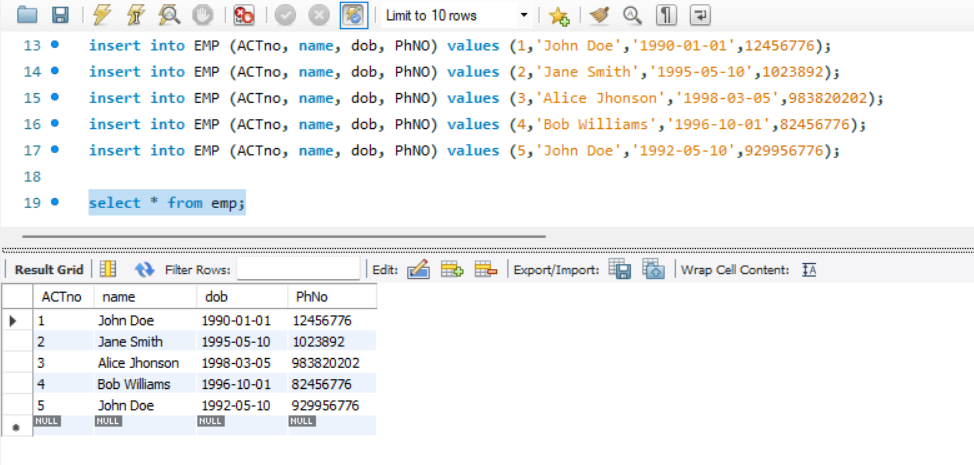 Limit to 10 rows
13 insert into EMP (ACTno, name, dob, PhNO) values (1,'John Doe','1990-01-01',12456776);
14 insert into EMP (ACTno, name, dob, PhNO) values (2,'Jane Smith','1995-05-10',1023892);
15 insert into EMP (ACTno, name, dob, PhNO) values (3,'Alice Jhonson','1998-03-05',983820202);
16 insert into EMP (ACTno, name, dob, PhNO) values (4,'Bob Williams','1996-10-01',82456776);
17 insert into EMP (ACTno, name, dob, PhNO) values (5,'John Doe','1992-05-10',929956776);
18
19 select * from emp;
Result Grid Filter Rows: Edit: Export/Import: Wrap Cell Content: IA
ACTno name dob PhNo
1 John Doe 1990-01-01 12456776
2 Jane Smith 1995-05-10 1023892
3 Alice Jhonson 1998-03-05 983820202
4 Bob Williams 1996-10-01 82456776
5 John Doe 1992-05-10 929956776
NULL NULL NULL NULL